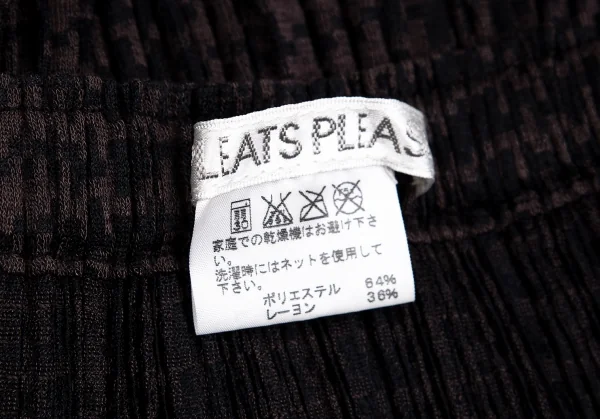 LEATS PLEAS
弱
30
家庭での乾燥機はお避け下さ
い。
洗濯時にはネットを使用して
下さい。
ポリエステル 64%
レーヨン 36%